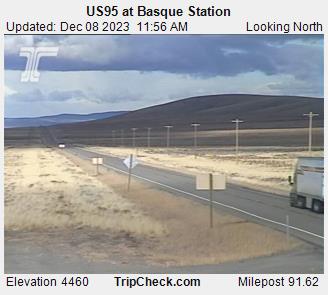 US95 at Basque Station
Updated: Dec 08 2023 11:56 AM Looking North
Elevation 4460 TripCheck.com Milepost 91.62